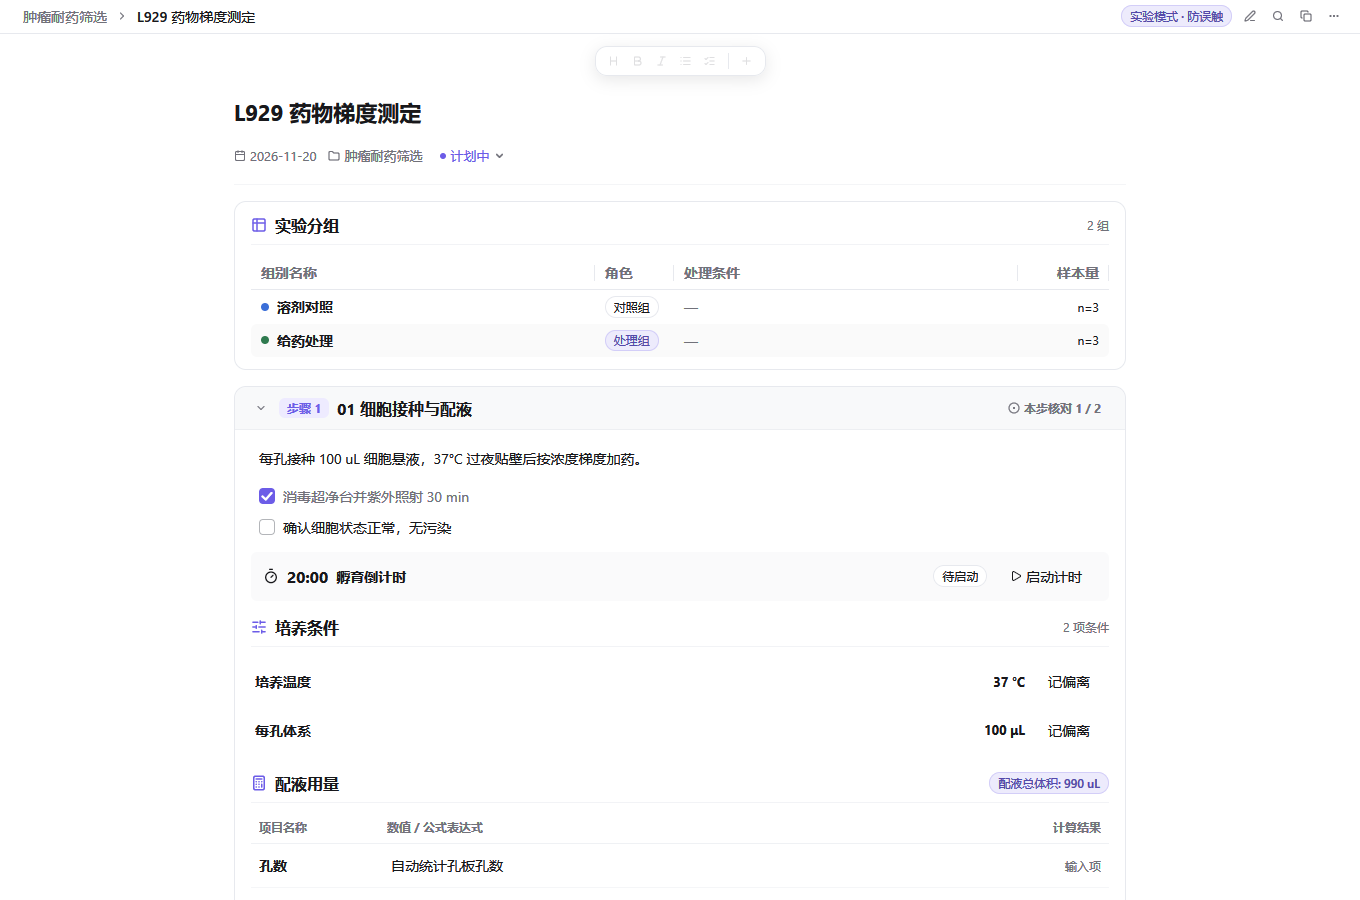 肿瘤耐药筛选 > L929 药物梯度测定 实验模式 · 防误触
H B I
L929 药物梯度测定
2026-11-20 肿瘤耐药筛选 计划中
实验分组 2 组
组别名称 角色 处理条件 样本量
溶剂对照 对照组 — n=3
给药处理 处理组 — n=3
步骤 1 01 细胞接种与配液 本步核对 1 / 2
每孔接种 100 uL 细胞悬液，37°C 过夜贴壁后按浓度梯度加药。
消毒超净台并紫外照射 30 min
确认细胞状态正常，无污染
20:00 孵育倒计时 待启动 启动计时
培养条件 2 项条件
培养温度 37 °C 记偏离
每孔体系 100 µL 记偏离
配液用量 配液总体积: 990 uL
项目名称 数值 / 公式表达式 计算结果
孔数 自动统计孔板孔数 输入项